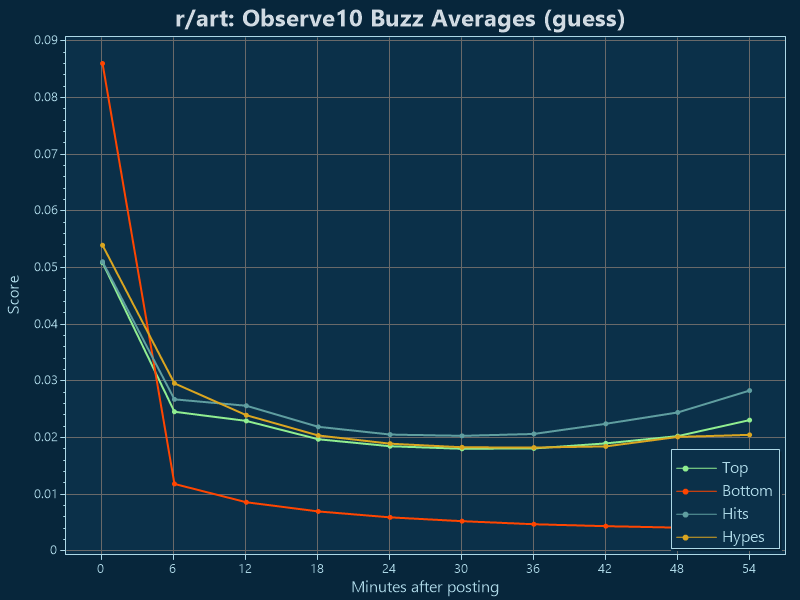 r/art: Observe10 Buzz Averages (guess)
0.09
0.08
0.07
0.06
0.05
0.04
0.03
0.02
0.01
0
Score
0 6 12 18 24 30 36 42 48 54
Minutes after posting
Top
Bottom
Hits
Hypes